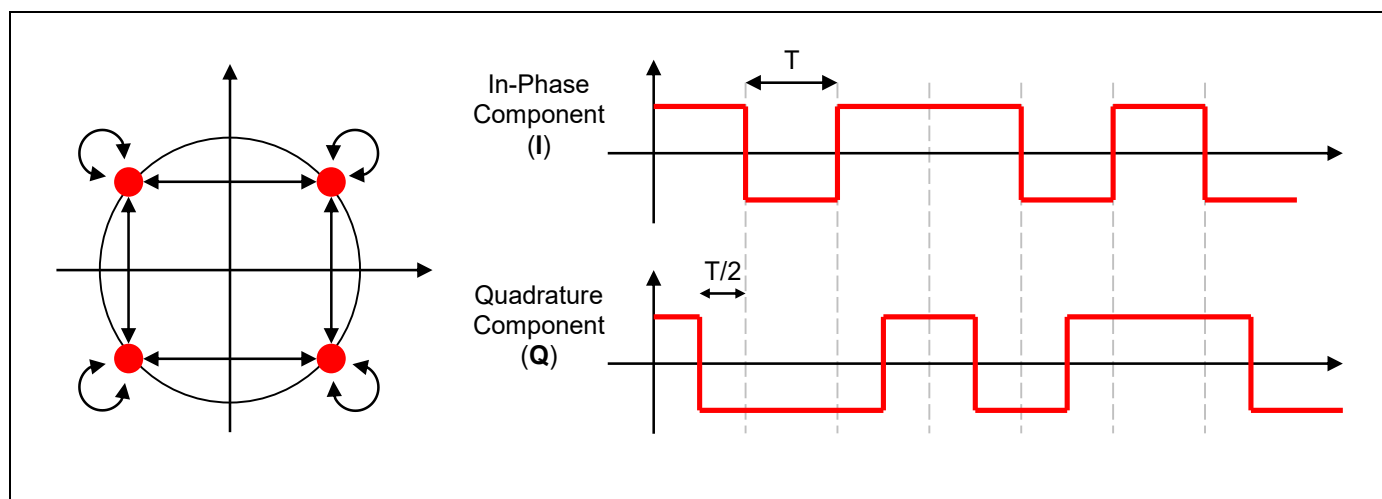 In-Phase
Component
(I)
T
Quadrature
Component
(Q)
T/2